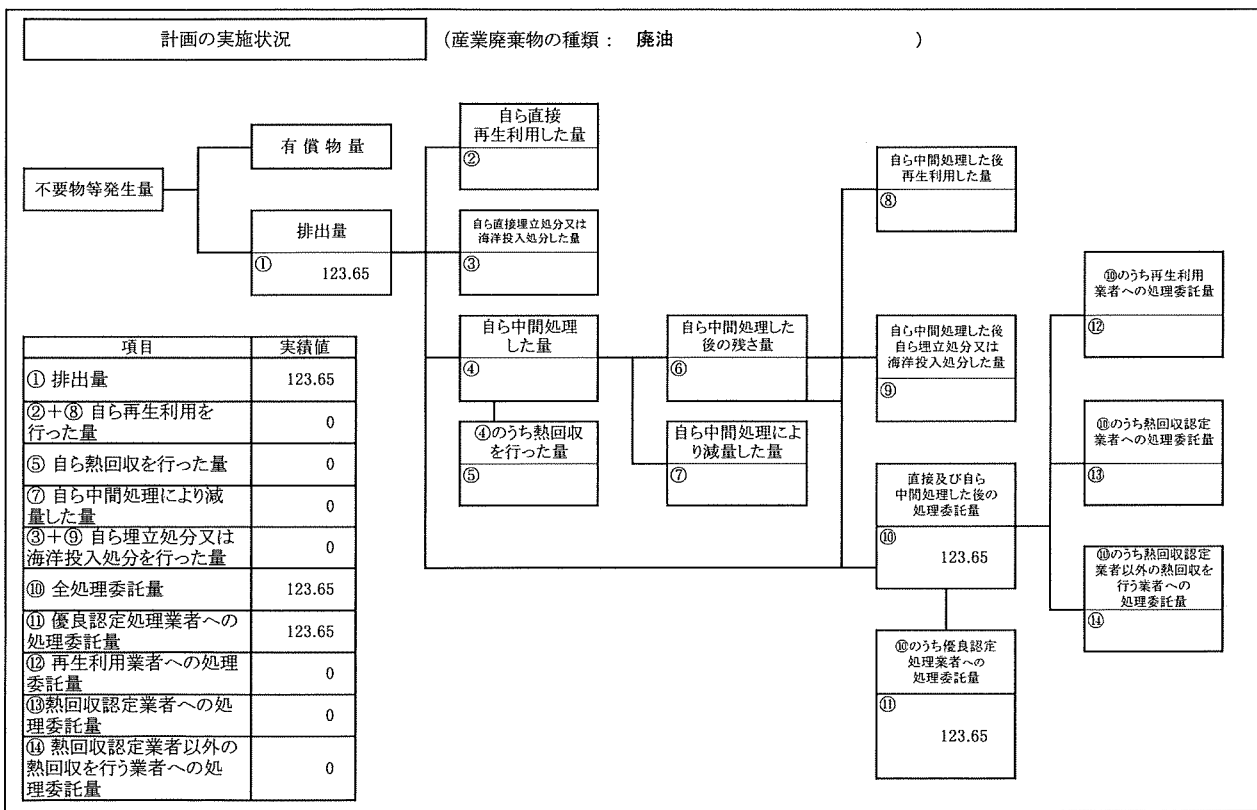 計画の実施状況
(産業廃棄物の種類： 廃油 )
不要物等発生量
有償物量
排出量
①
123.65
自ら直接
再生利用した量
②
自ら直接埋立処分又は
海洋投入処分した量
③
自ら中間処理
した量
④
④のうち熱回収
を行った量
⑤
自ら中間処理した
後の残さ量
⑥
自ら中間処理によ
り減量した量
⑦
自ら中間処理した後
再生利用した量
⑧
自ら中間処理した後
自ら埋立処分又は
海洋投入処分した量
⑨
直接及び自ら
中間処理した後の
処理委託量
⑩
123.65
⑩のうち優良認定
処理業者への
処理委託量
⑪
123.65
⑩のうち再生利用
業者への処理委託量
⑫
⑩のうち熱回収認定
業者への処理委託量
⑬
⑩のうち熱回収認定
業者以外の熱回収を
行う業者への
処理委託量
⑭
項目 実績値
① 排出量 123.65
②＋⑧ 自ら再生利用を
行った量 0
⑤ 自ら熱回収を行った量 0
⑦ 自ら中間処理により減
量した量 0
③＋⑨ 自ら埋立処分又は
海洋投入処分を行った量 0
⑩ 全処理委託量 123.65
⑪ 優良認定処理業者への
処理委託量 123.65
⑫ 再生利用業者への処理
委託量 0
⑬熱回収認定業者への処
理委託量 0
⑭ 熱回収認定業者以外の
熱回収を行う業者への処
理委託量 0